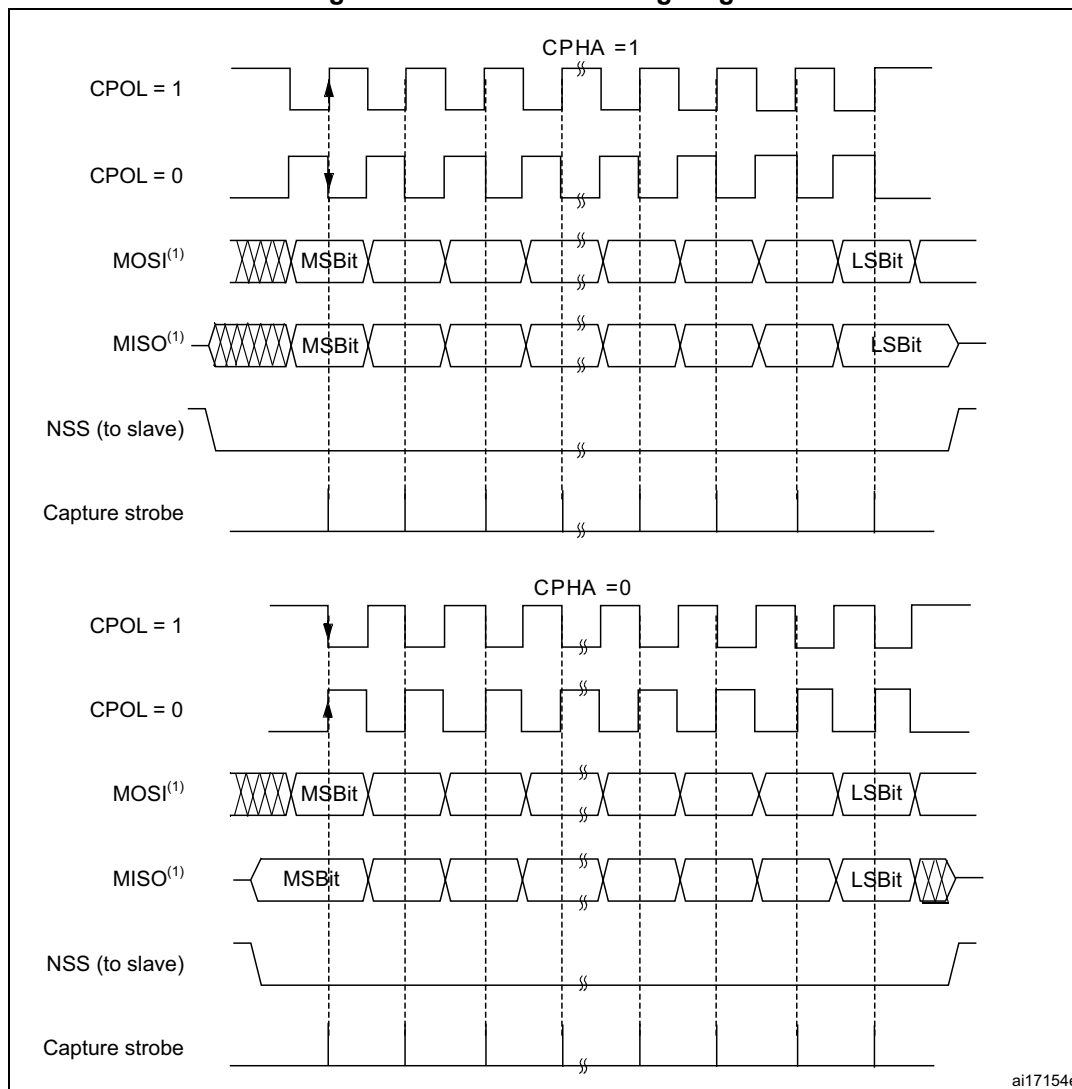 CPHA =1
CPOL = 1
CPOL = 0
MOSI(1)
MSBit
LSBit
MISO(1)
MSBit
LSBit
NSS (to slave)
Capture strobe
CPHA =0
CPOL = 1
CPOL = 0
MOSI(1)
MSBit
LSBit
MISO(1)
MSBit
LSBit
NSS (to slave)
Capture strobe